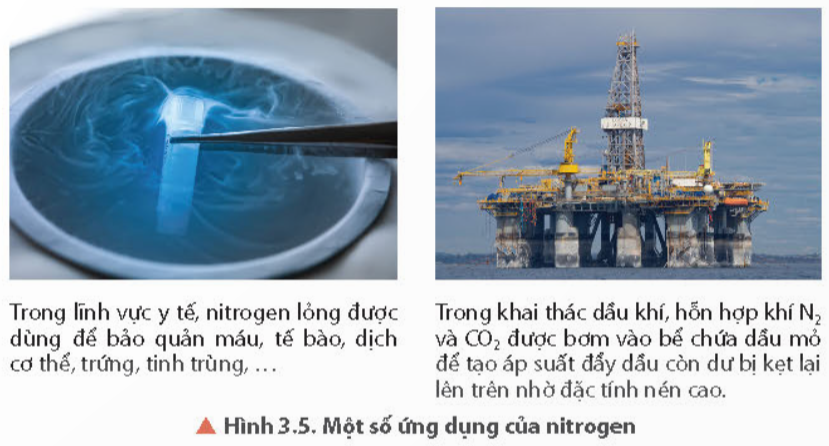 Trong lĩnh vực y tế, nitrogen lỏng được
dùng để bảo quản máu, tế bào, dịch
cơ thể, trứng, tinh trùng, …
Trong khai thác dầu khí, hỗn hợp khí N₂
và CO₂ được bơm vào bể chứa dầu mỏ
để tạo áp suất đẩy dầu còn dư bị kẹt lại
lên trên nhờ đặc tính nén cao.
▲ Hình 3.5. Một số ứng dụng của nitrogen